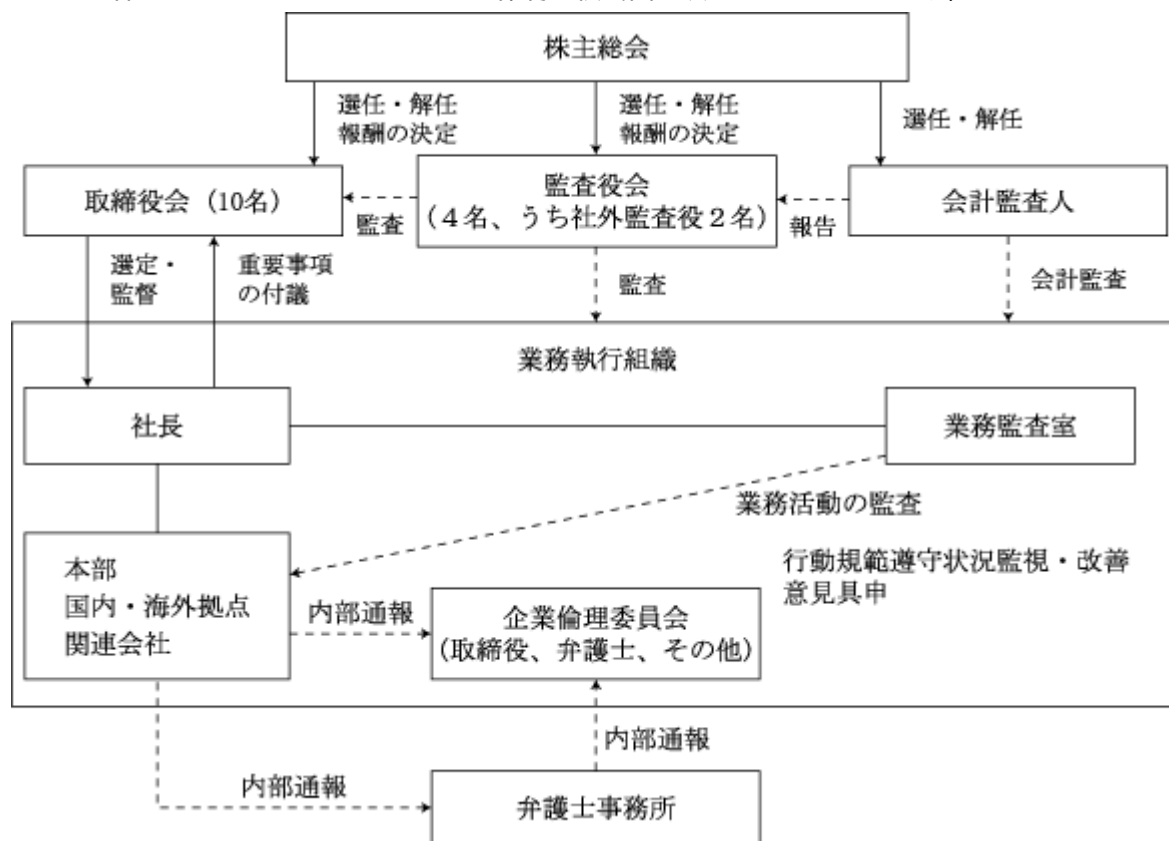 株主総会
選任・解任
報酬の決定
選任・解任
報酬の決定
選任・解任
取締役会（10名）
監査
監査役会
（４名、うち社外監査役２名）
報告
会計監査人
選定・
監督
重要事項
の付議
監査
会計監査
業務執行組織
社長
業務監査室
業務活動の監査
本部
国内・海外拠点
関連会社
内部通報
企業倫理委員会
（取締役、弁護士、その他）
行動規範遵守状況監視・改善
意見具申
内部通報
内部通報
弁護士事務所